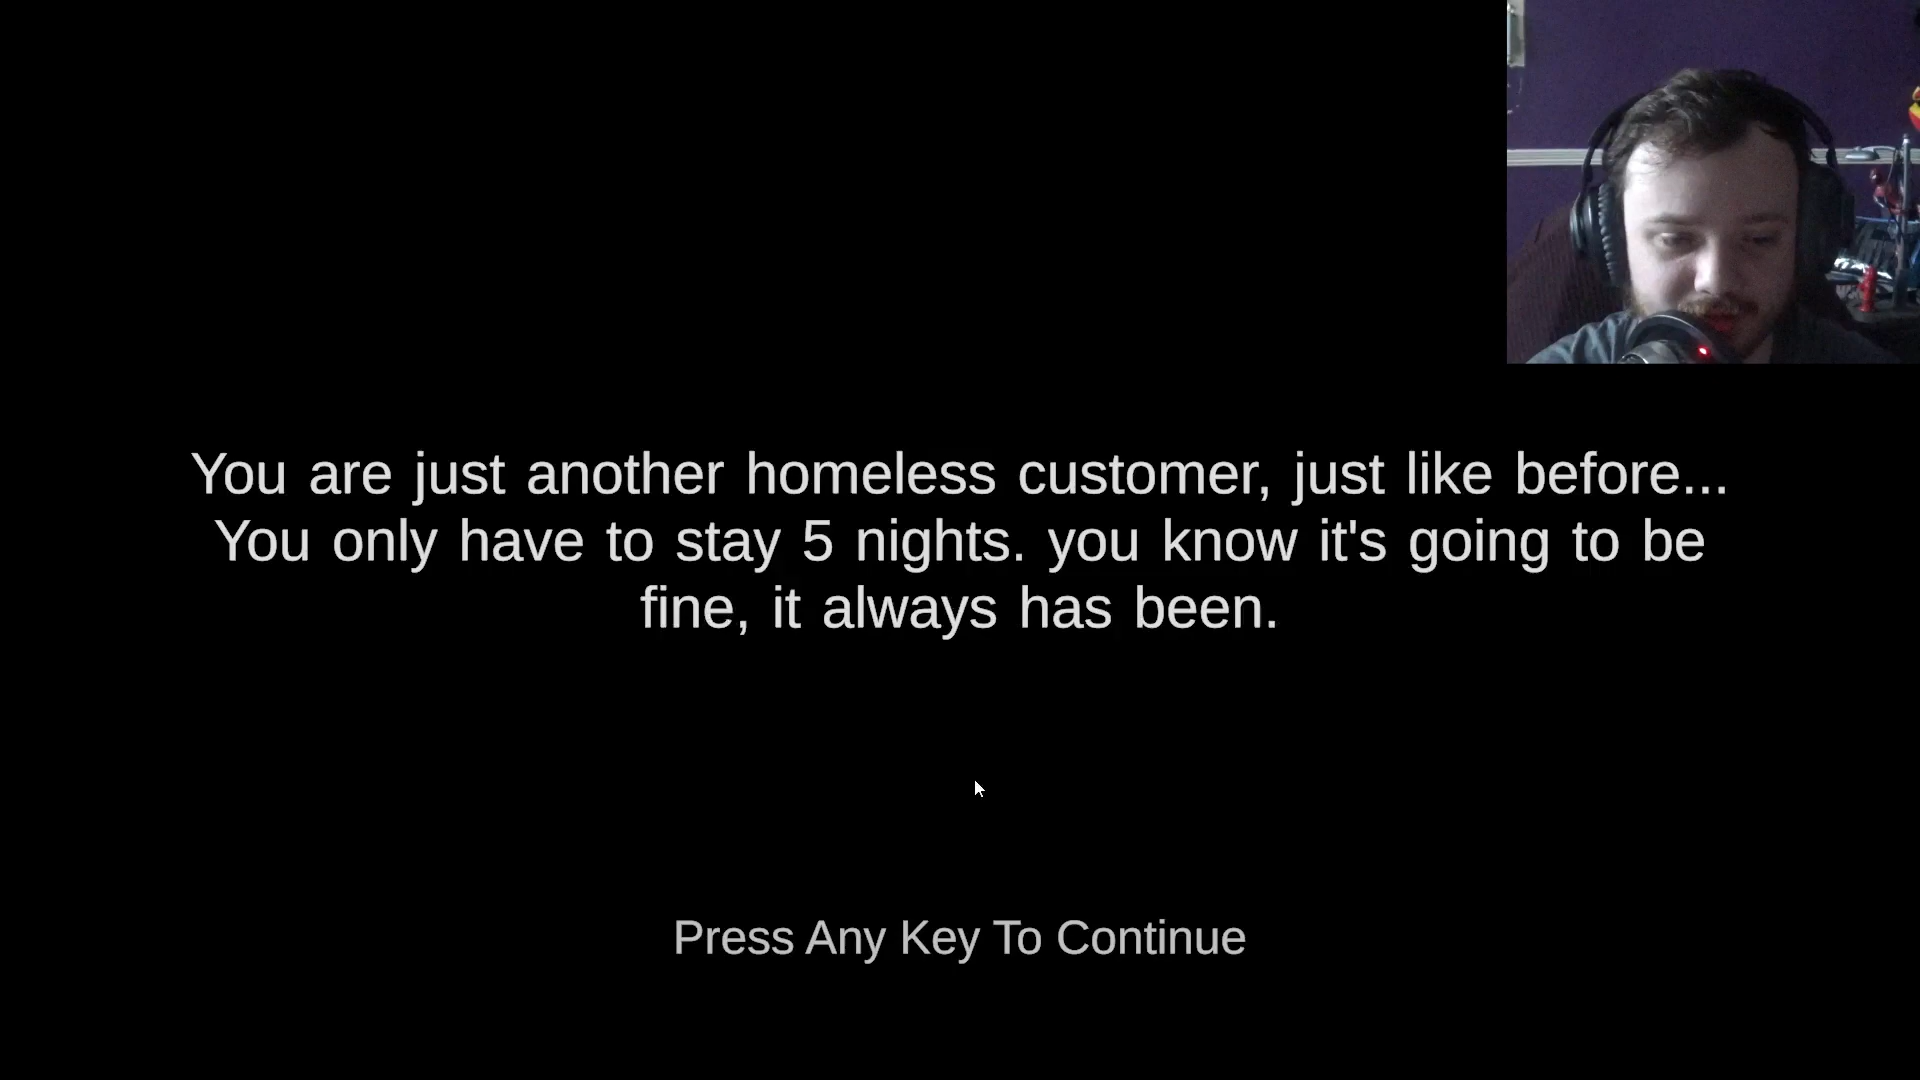 You are just another homeless customer, just like before...
You only have to stay 5 nights. you know it's going to be
fine, it always has been.
Press Any Key To Continue